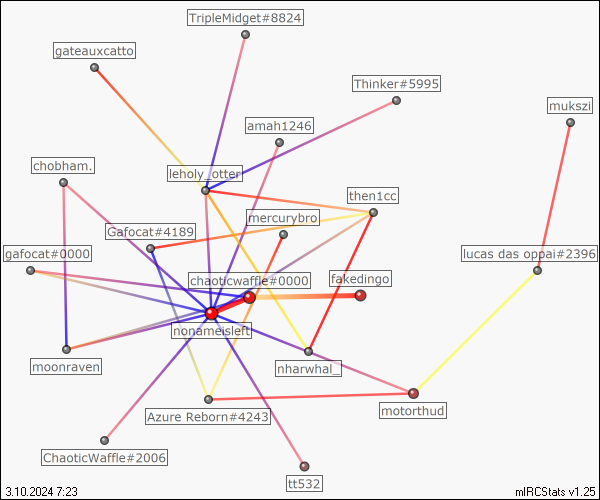 TripleMidget#8824
gateauxcatto
Thinker#5995
mukszi
amah1246
chobham.
leholy_otter
then1cc
mercurybro
Gafocat#4189
gafocat#0000
lucas das oppai#2396
chaoticwaffle#0000
fakedingo
nonameisleft
moonraven
nharwhal_
motorthud
Azure Reborn#4243
ChaoticWaffle#2006
tt532
3.10.2024 7:23
mIRCStats v1.25